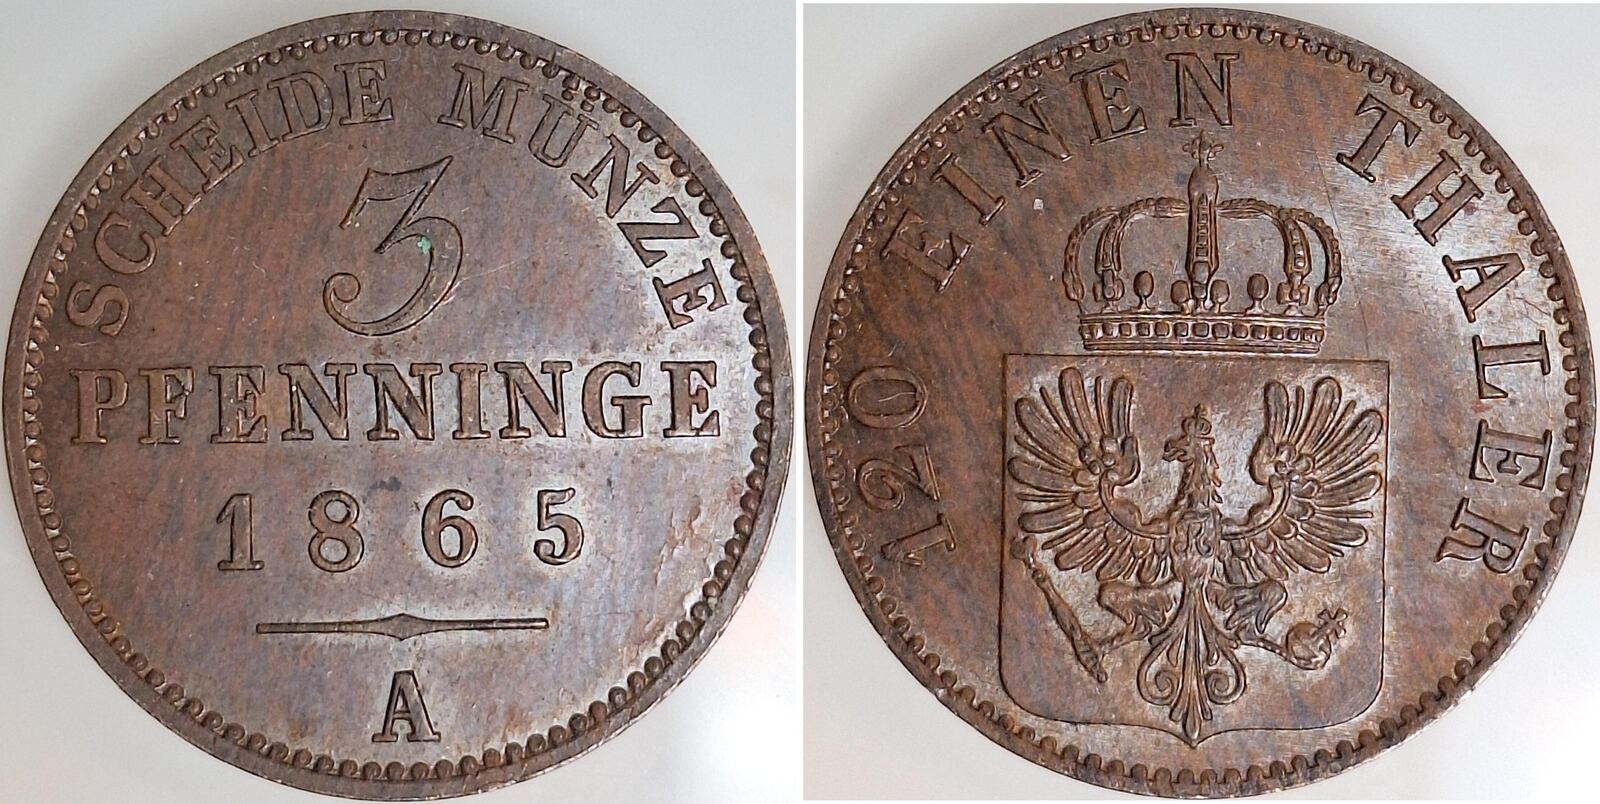 SCHEIDE MÜNZE
3
PFENNINGE
1865
A
120 EINEN THALER